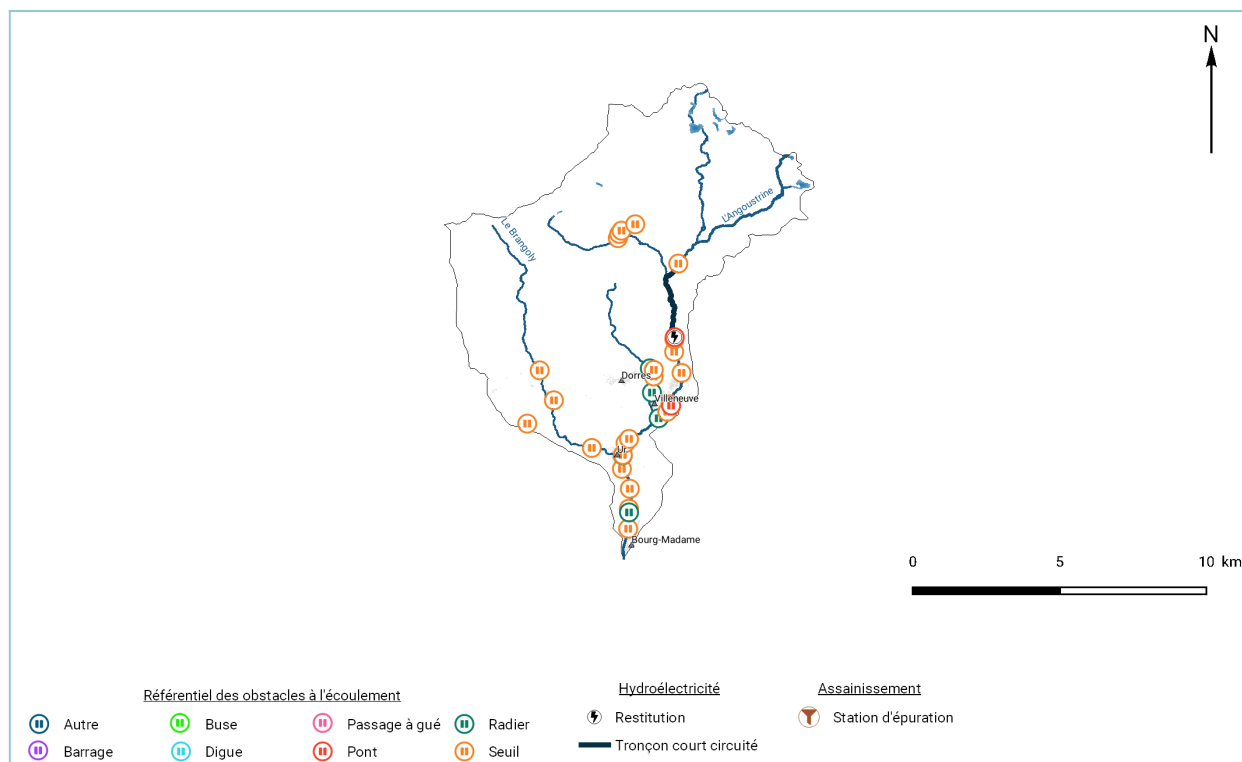 N
L'Angoustrine
Le Brangoly
Dorres
Villeneuve
Ur
Bourg-Madame
0 5 10 km
Référentiel des obstacles à l'écoulement
Autre
Buse
Passage à gué
Radier
Barrage
Digue
Pont
Seuil
Hydroélectricité
Restitution
Tronçon court circuité
Assainissement
Station d'épuration